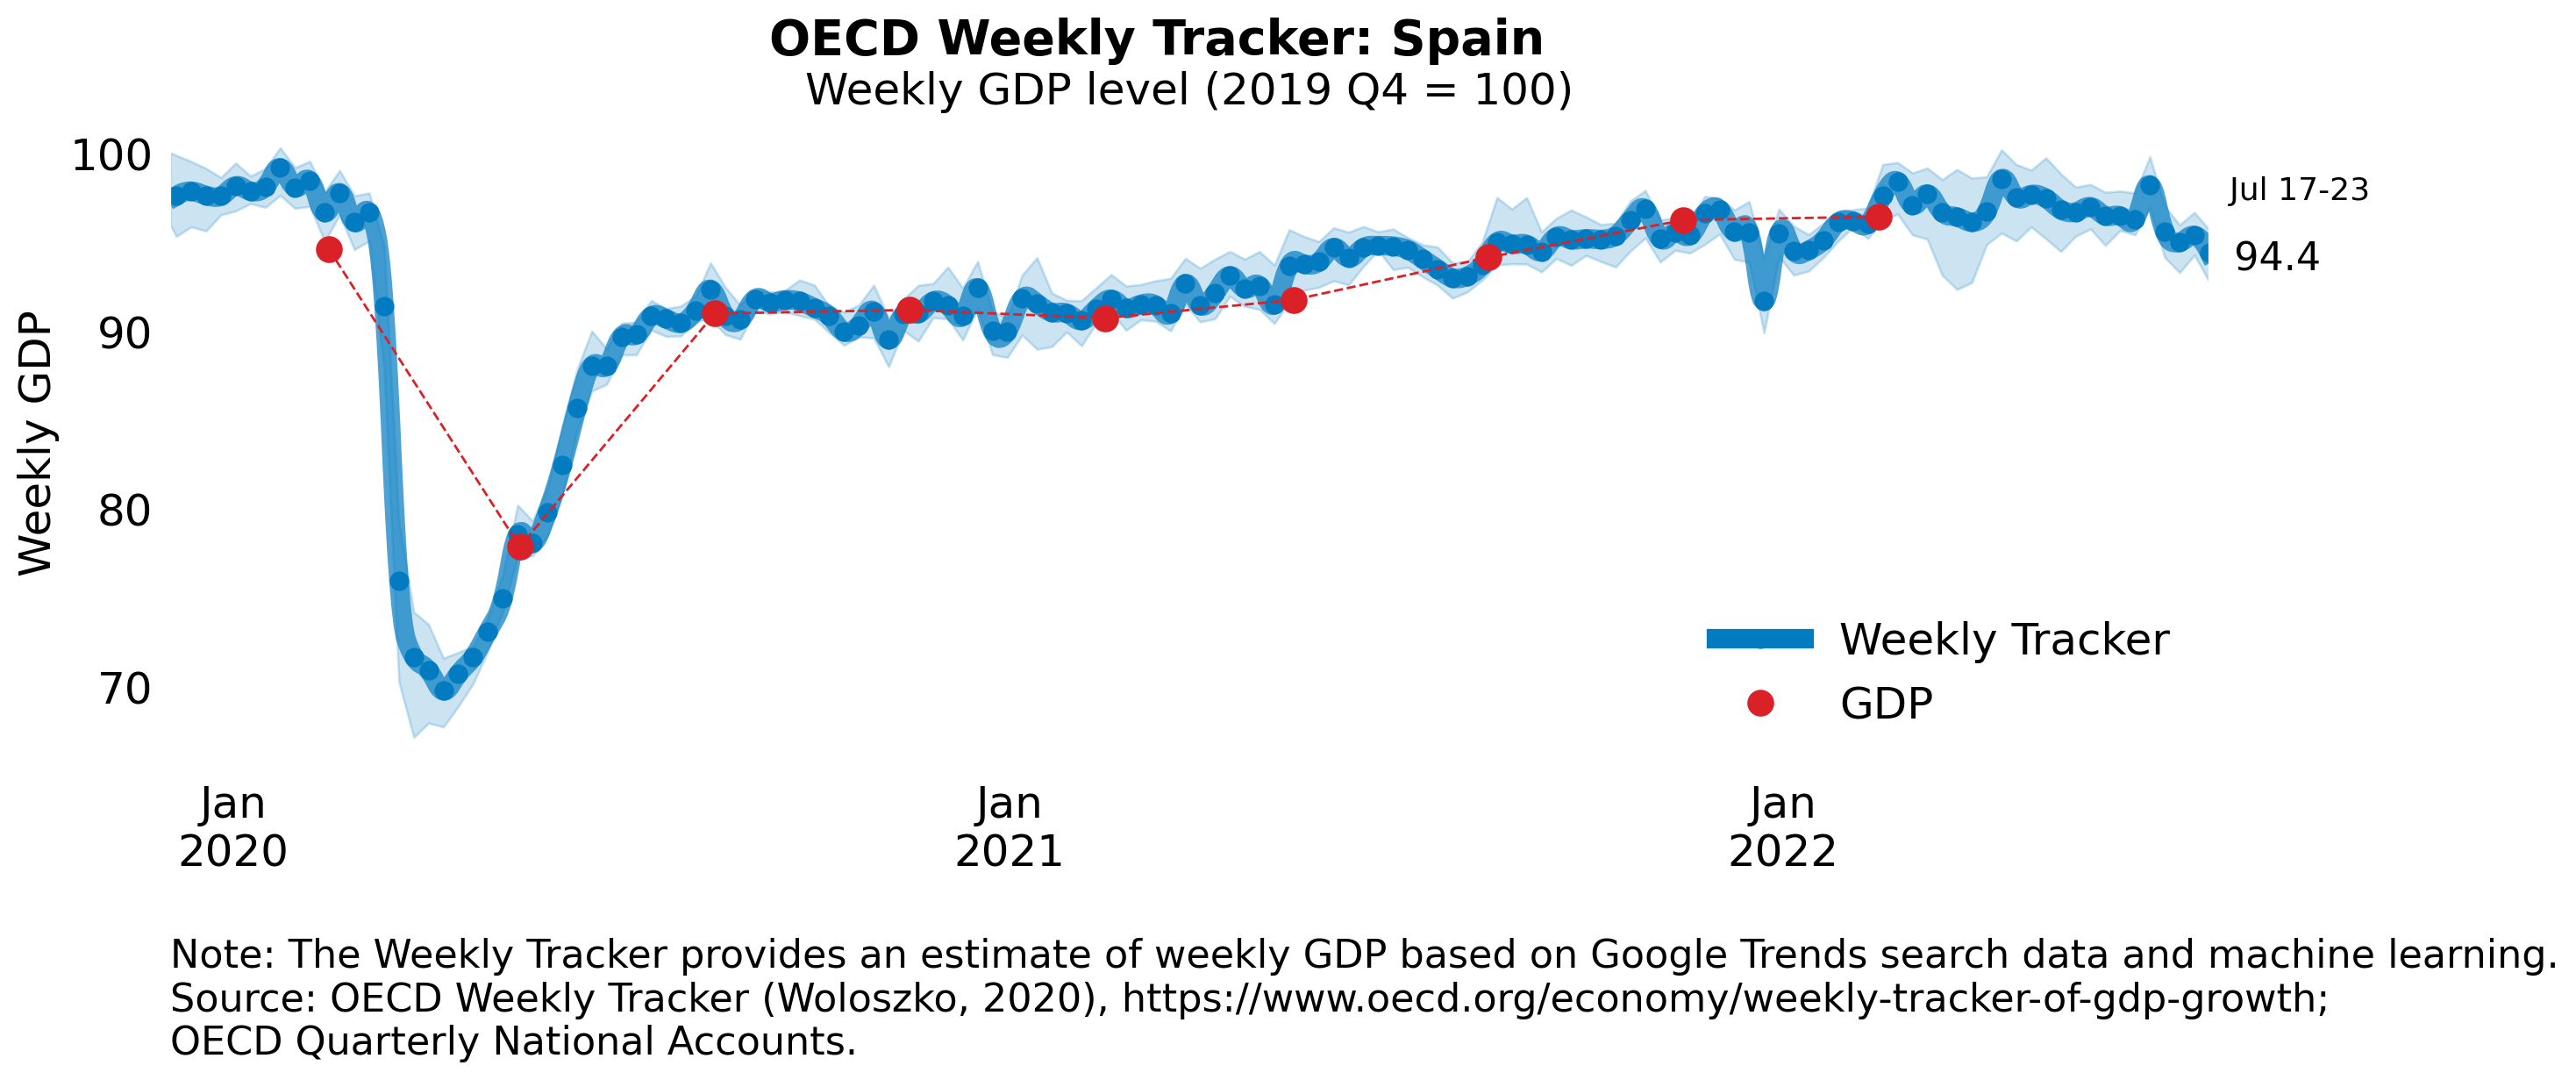 OECD Weekly Tracker: Spain
Weekly GDP level (2019 Q4 = 100)
Weekly GDP
100
90
80
70
Jul 17-23
94.4
Weekly Tracker
GDP
Jan
2020
Jan
2021
Jan
2022
Note: The Weekly Tracker provides an estimate of weekly GDP based on Google Trends search data and machine learning.
Source: OECD Weekly Tracker (Woloszko, 2020), https://www.oecd.org/economy/weekly-tracker-of-gdp-growth;
OECD Quarterly National Accounts.